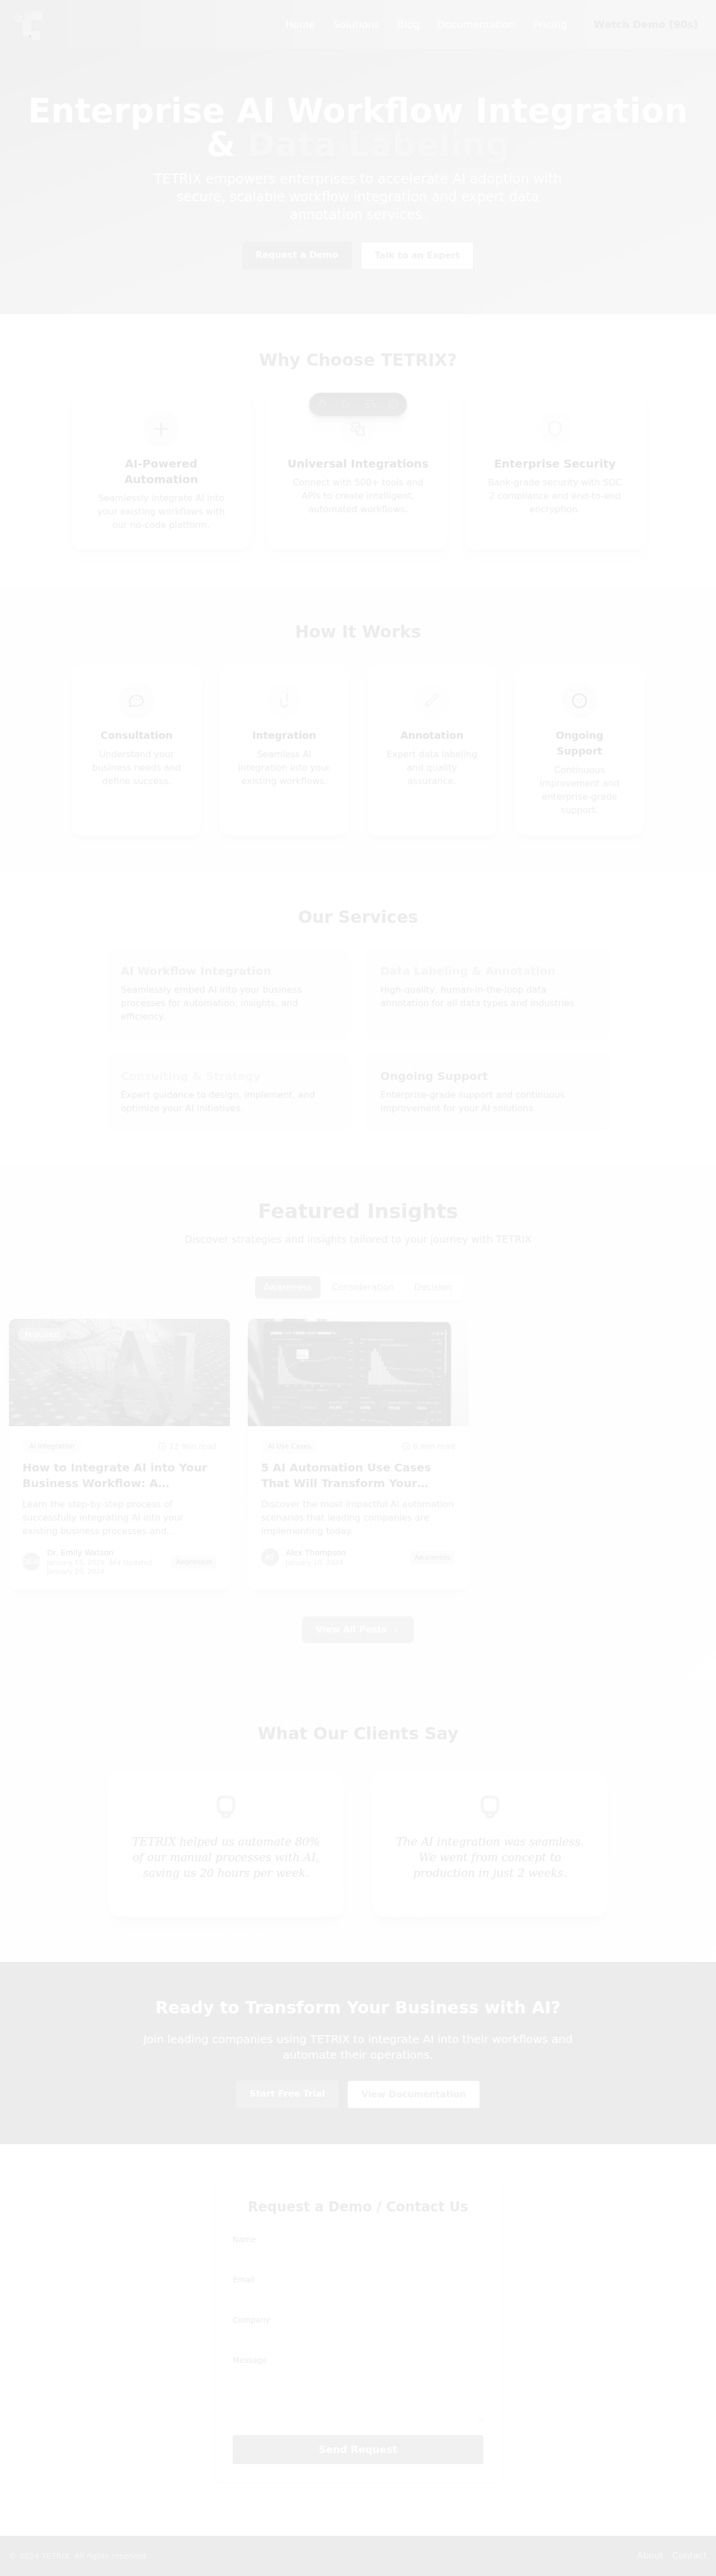 Home Solutions Blog Documentation Pricing Watch Demo (90s)
Enterprise AI Workflow Integration
& Data Labeling
TETRIX empowers enterprises to accelerate AI adoption with
secure, scalable workflow integration and expert data
annotation services.
Request a Demo Talk to an Expert
Why Choose TETRIX?
AI-Powered
Automation
Seamlessly integrate AI into
your existing workflows with
our no-code platform.
Universal Integrations
Connect with 500+ tools and
APIs to create intelligent,
automated workflows.
Enterprise Security
Bank-grade security with SOC
2 compliance and end-to-end
encryption.
How It Works
Consultation
Understand your
business needs and
define success.
Integration
Seamless AI
integration into your
existing workflows.
Annotation
Expert data labeling
and quality
assurance.
Ongoing
Support
Continuous
improvement and
enterprise-grade
support.
Our Services
AI Workflow Integration
Seamlessly embed AI into your business
processes for automation, insights, and
efficiency.
Data Labeling & Annotation
High-quality, human-in-the-loop data
annotation for all data types and industries.
Consulting & Strategy
Expert guidance to design, implement, and
optimize your AI initiatives.
Ongoing Support
Enterprise-grade support and continuous
improvement for your AI solutions.
Featured Insights
Discover strategies and insights tailored to your journey with TETRIX
Awareness Consideration Decision
Featured
AI Integration 12 min read
How to Integrate AI into Your
Business Workflow: A...
Learn the step-by-step process of
successfully integrating AI into your
existing business processes and...
Dr. Emily Watson
January 15, 2024 Updated
January 20, 2024
Awareness
AI Use Cases 6 min read
5 AI Automation Use Cases
That Will Transform Your...
Discover the most impactful AI automation
scenarios that leading companies are
implementing today.
Alex Thompson
January 10, 2024
Awareness
View All Posts
What Our Clients Say
TETRIX helped us automate 80%
of our manual processes with AI,
saving us 20 hours per week.
The AI integration was seamless.
We went from concept to
production in just 2 weeks.
Ready to Transform Your Business with AI?
Join leading companies using TETRIX to integrate AI into their workflows and
automate their operations.
Start Free Trial View Documentation
Request a Demo / Contact Us
Name
Email
Company
Message
Send Request
© 2024 TETRIX. All rights reserved.
About Contact